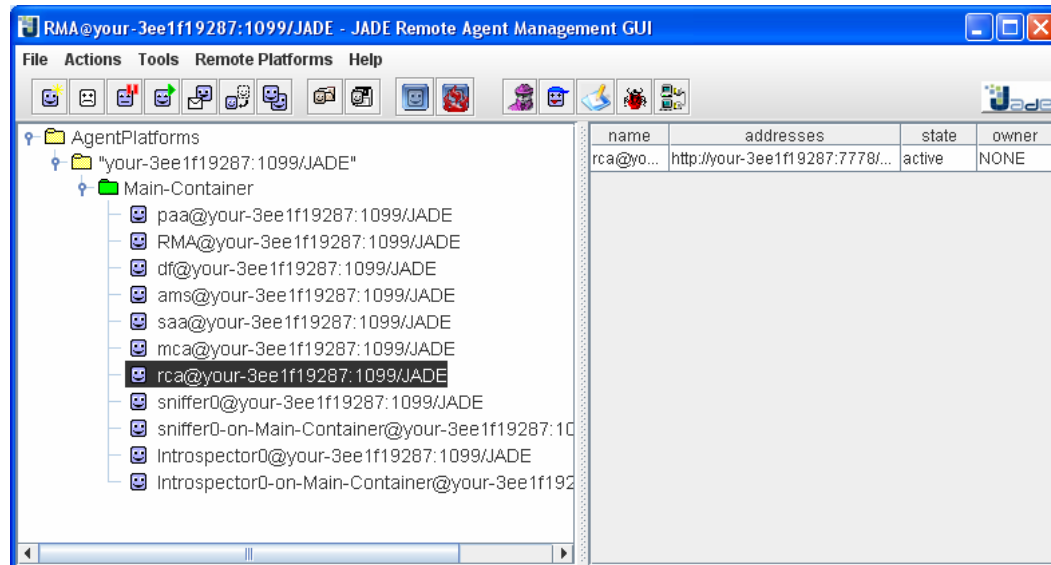 RMA@your-3ee1f19287:1099/JADE - JADE Remote Agent Management GUI
File Actions Tools Remote Platforms Help
Jade
AgentPlatforms
"your-3ee1f19287:1099/JADE"
Main-Container
paa@your-3ee1f19287:1099/JADE
RMA@your-3ee1f19287:1099/JADE
df@your-3ee1f19287:1099/JADE
ams@your-3ee1f19287:1099/JADE
saa@your-3ee1f19287:1099/JADE
mca@your-3ee1f19287:1099/JADE
rca@your-3ee1f19287:1099/JADE
sniffer0@your-3ee1f19287:1099/JADE
sniffer0-on-Main-Container@your-3ee1f19287:10
Introspector0@your-3ee1f19287:1099/JADE
Introspector0-on-Main-Container@your-3ee1f192
name addresses state owner
rca@yo... http://your-3ee1f19287:7778/... active NONE